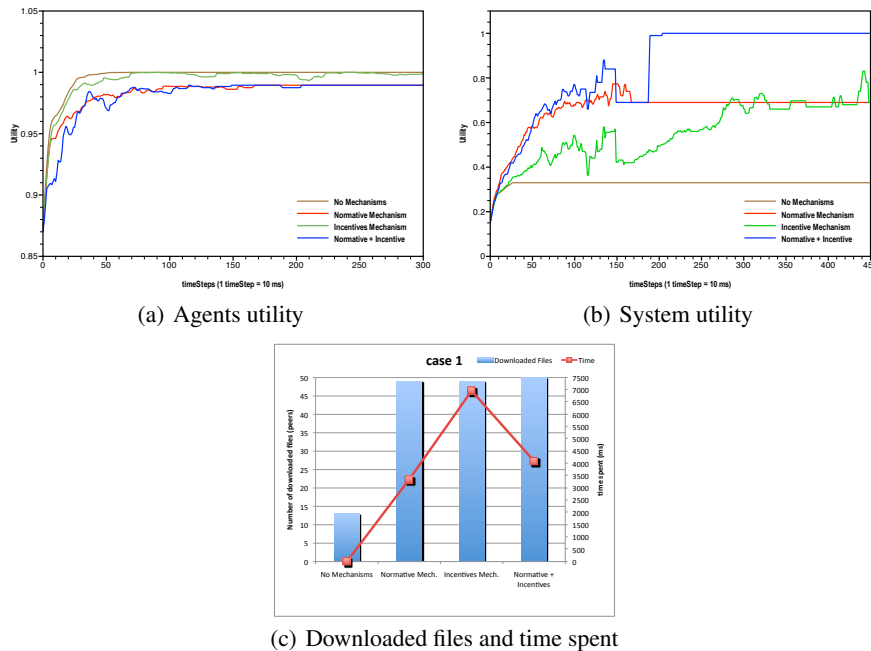 1.05
1
0.95
0.9
0.85
Utility
No Mechanisms
Normative Mechanism
Incentives Mechanism
Normative + Incentive
0 50 100 150 200 250 300
timeSteps (1 timeStep = 10 ms)
(a) Agents utility
1
0.8
0.6
0.4
0.2
0
Utility
No Mechanisms
Normative Mechanism
Incentive Mechanism
Normative + Incentive
0 50 100 150 200 250 300 350 400 450
timeSteps (1 timeStep = 10 ms)
(b) System utility
case 1
Downloaded Files
Time
50
45
40
35
30
25
20
15
10
5
0
Number of downloaded files (peers)
7500
7000
6500
6000
5500
5000
4500
4000
3500
3000
2500
2000
1500
1000
500
0
time spent (ms)
No Mechanisms
Normative Mech.
Incentives Mech.
Normative +
Incentives
(c) Downloaded files and time spent